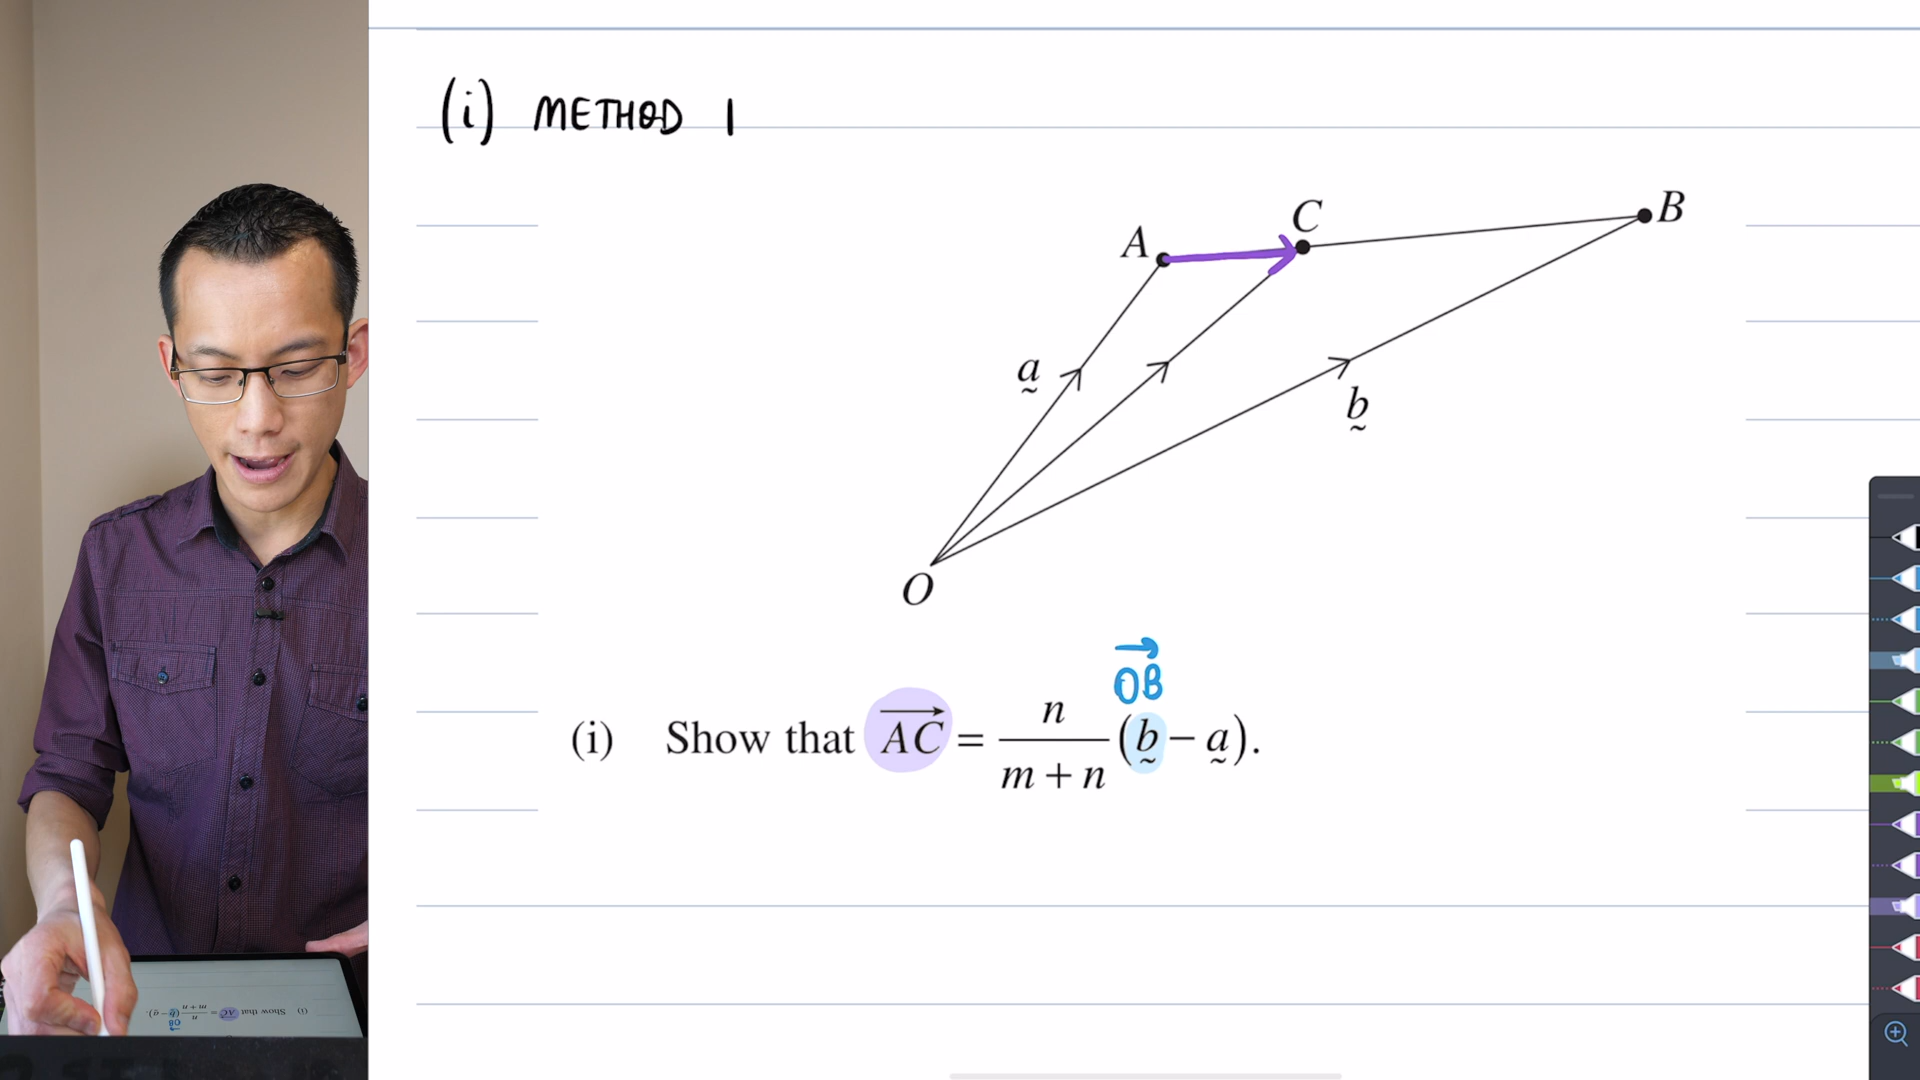 (i) METHOD 1
A
C
B
a
b
O
OB
(i) Show that AC = n/(m + n) (b − a).